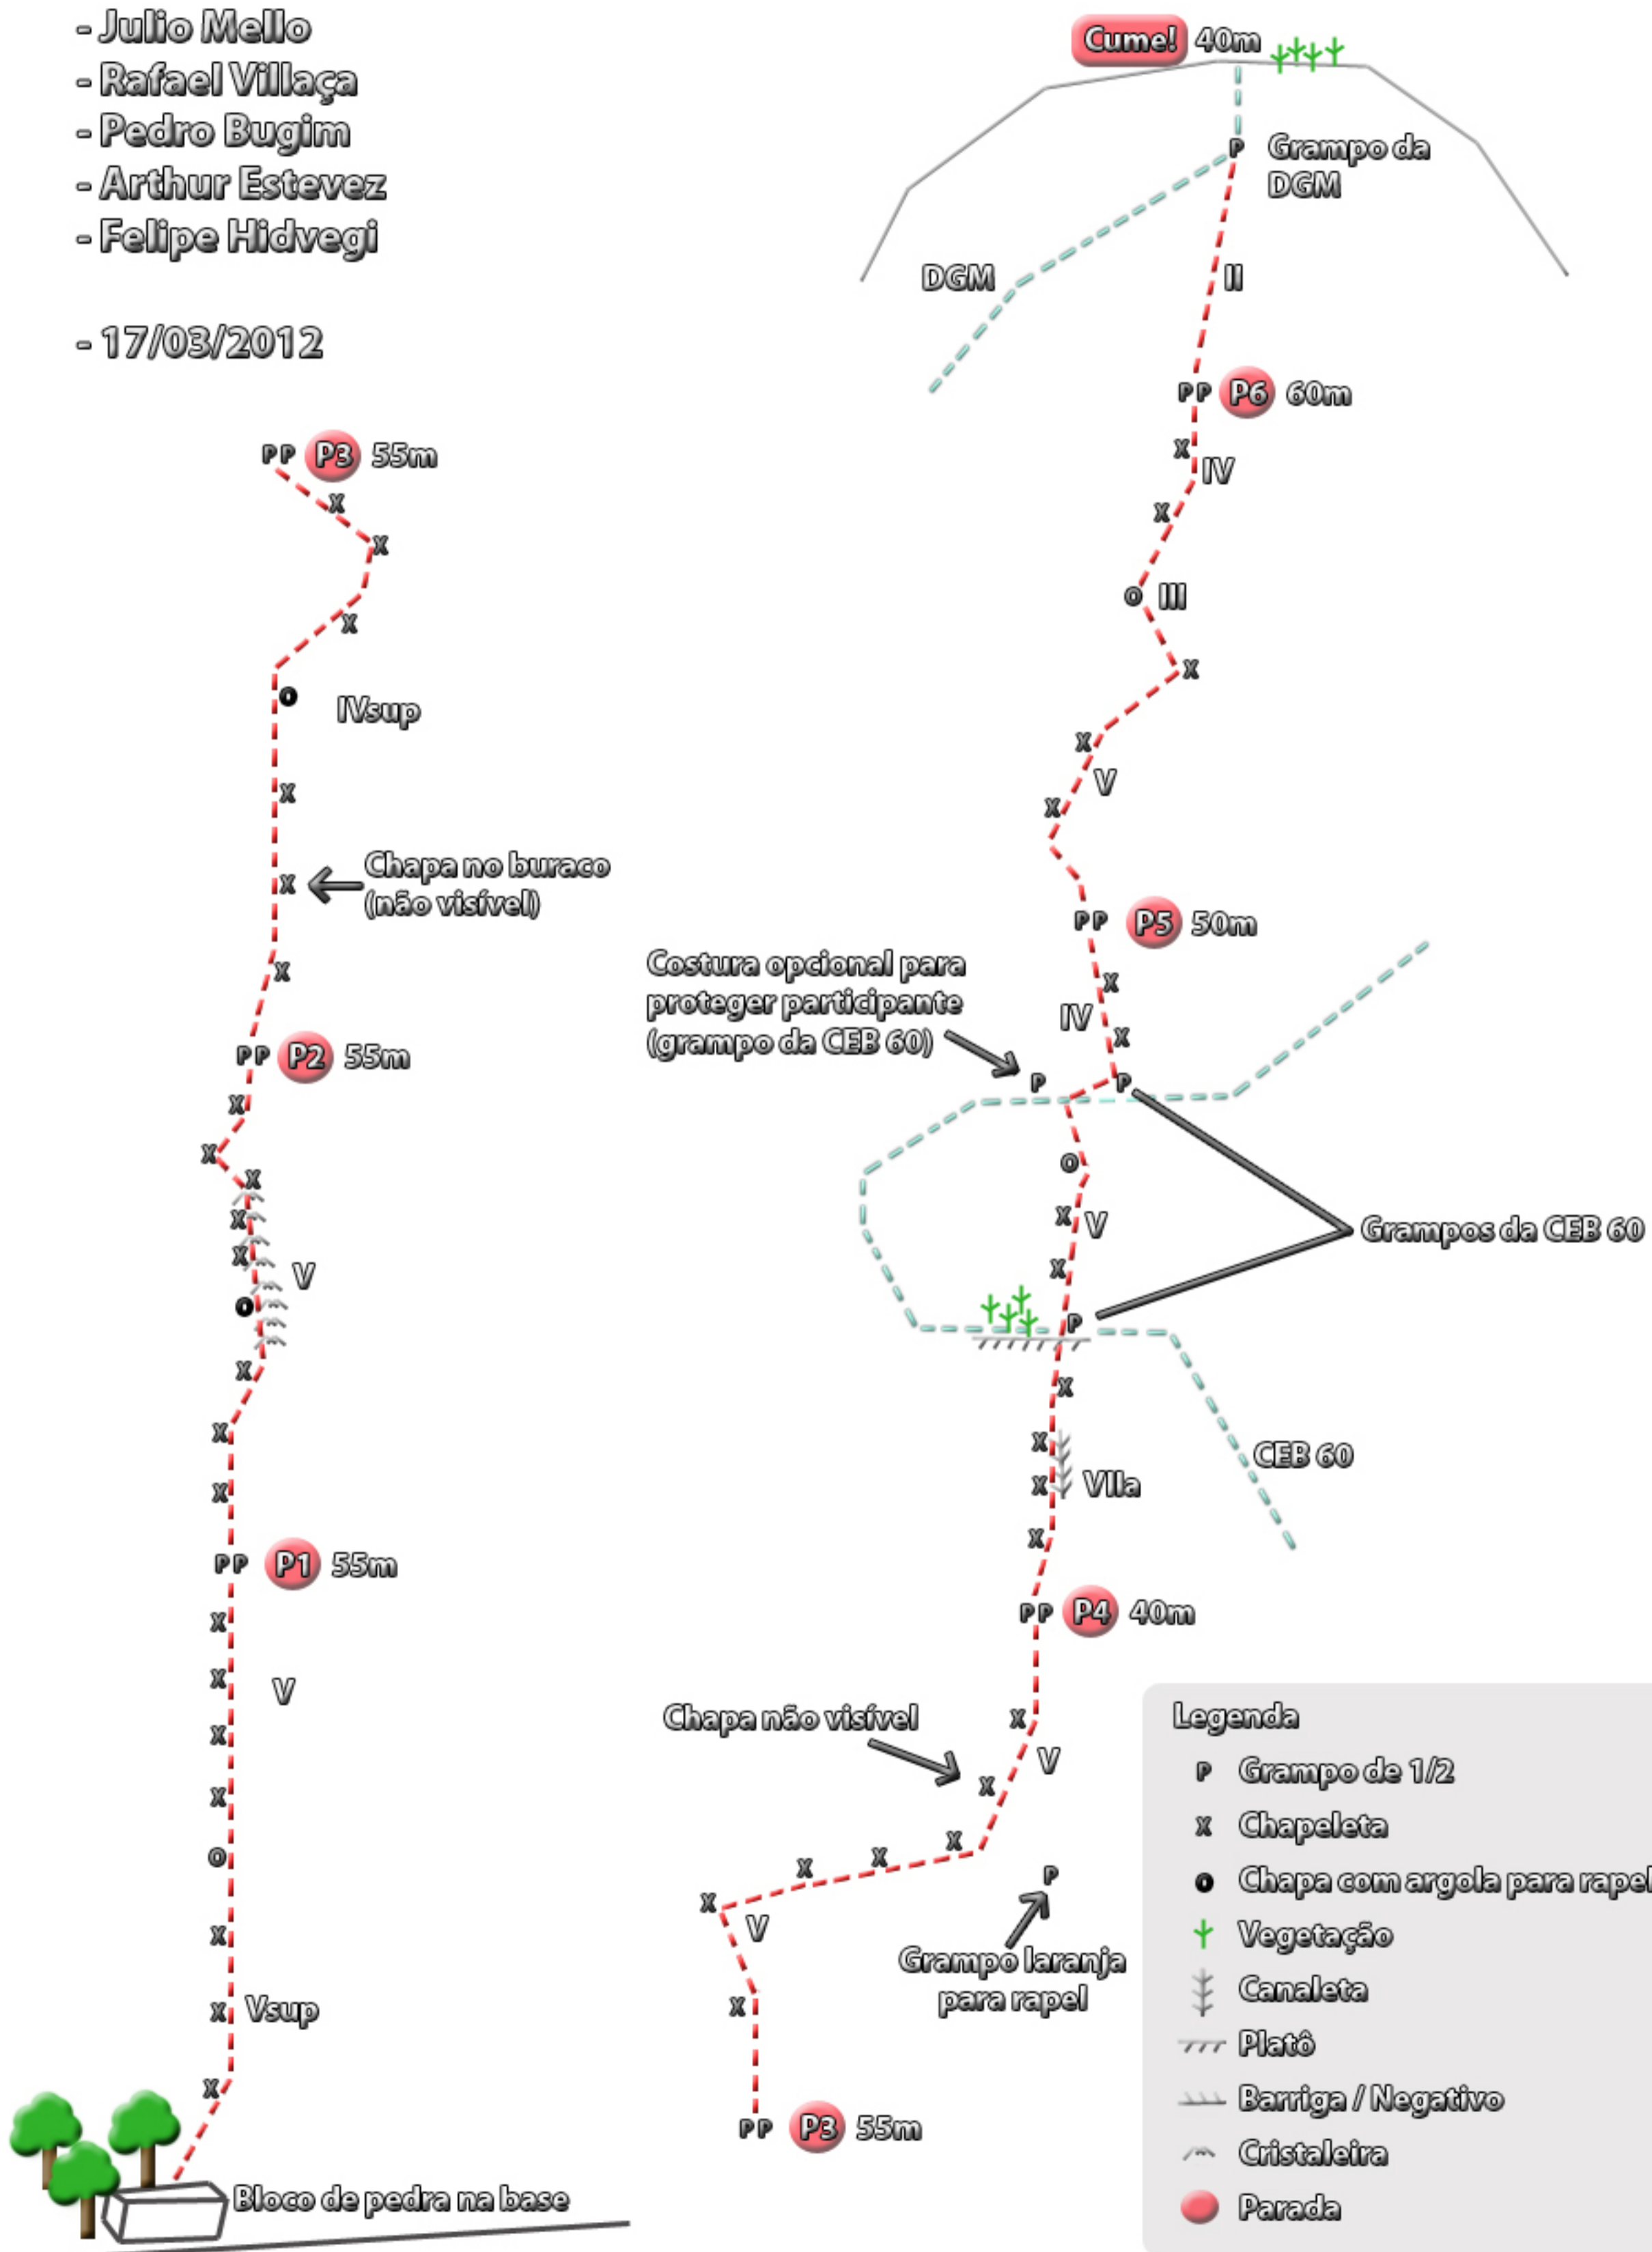 - Julio Mello
- Rafael Villaça
- Pedro Bugim
- Arthur Estevez
- Felipe Hidvegi
- 17/03/2012
P P P3 55m
X
X
X
O
IVsup
X
X
Chapa no buraco
(não visível)
X
P P P2 55m
X
X
X
X
X
V
O
X
X
X
P P P1 55m
X
X
V
X
X
O
X
X Vsup
X
Bloco de pedra na base
Cume! 40m
P
Grampo da
DGM
DGM
II
P P P6 60m
X
IV
X
O III
X
X
V
X
P P P5 50m
X
IV
X
Costura opcional para
proteger participante
(grampo da CEB 60)
P
P
O
X V
Grampos da CEB 60
X
P
X
X
CEB 60
X VIIa
X
P P P4 40m
X
Chapa não visível
V
X
X
X
X
P
X
V
Grampo laranja
para rapel
X
P P P3 55m
Legenda
P Grampo de 1/2
X Chapeleta
O Chapa com argola para rapel
Vegetação
Canaleta
Platô
Barriga / Negativo
Cristaleira
Parada